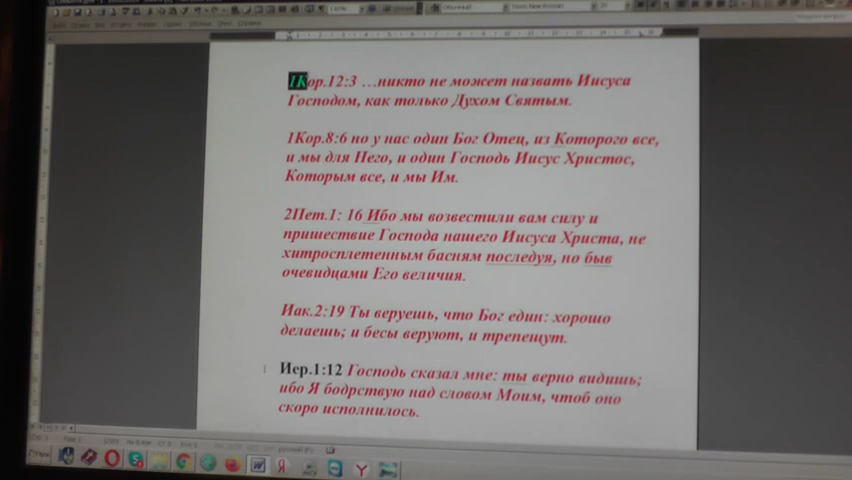 1Кор.12:3 …никто не может назвать Иисуса
Господом, как только Духом Святым.
1Кор.8:6 но у нас один Бог Отец, из Которого все,
и мы для Него, и один Господь Иисус Христос,
Которым все, и мы Им.
2Пет.1: 16 Ибо мы возвестили вам силу и
пришествие Господа нашего Иисуса Христа, не
хитросплетенным басням последуя, но быв
очевидцами Его величия.
Иак.2:19 Ты веруешь, что Бог един: хорошо
делаешь; и бесы веруют, и трепещут.
Иер.1:12 Господь сказал мне: ты верно видишь;
ибо Я бодрствую над словом Моим, чтоб оно
скоро исполнилось.